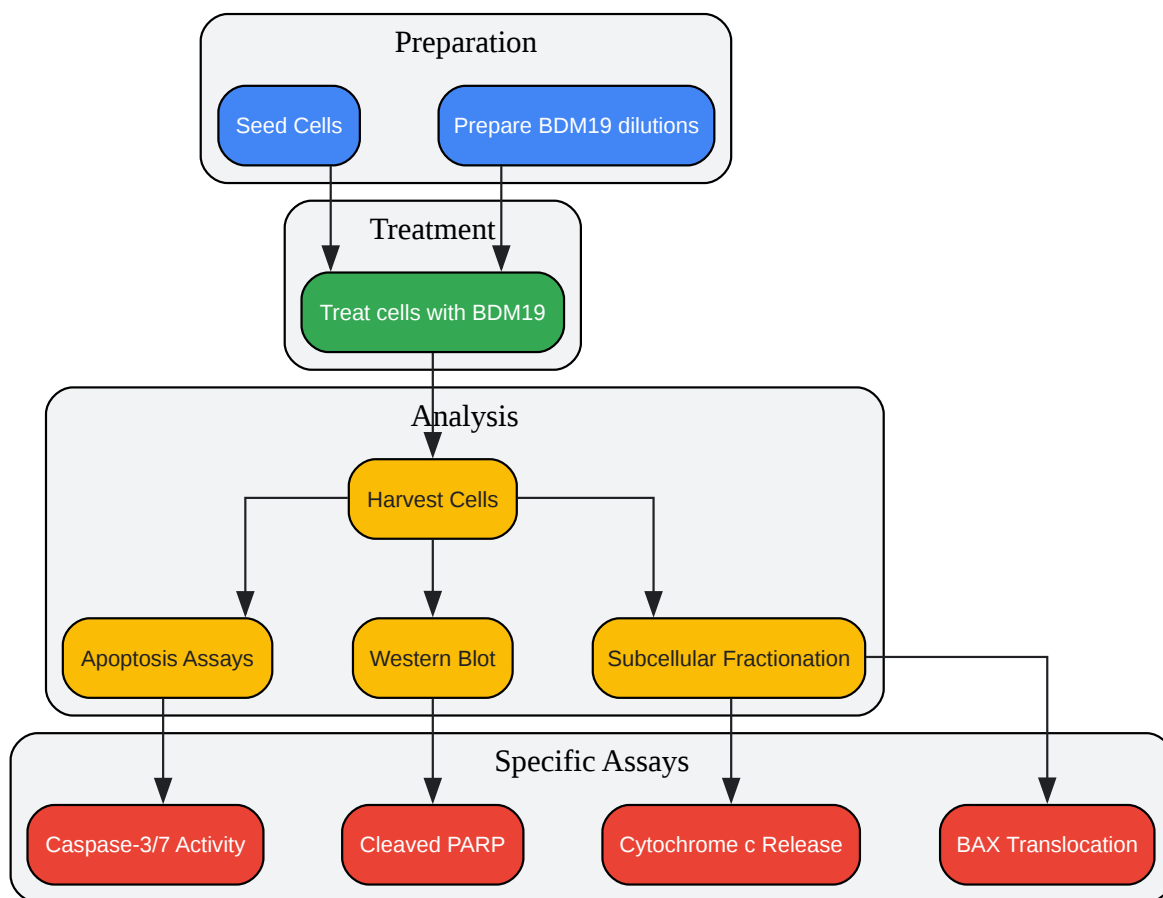 Preparation
Seed Cells
Prepare BDM19 dilutions
Treatment
Treat cells with BDM19
Analysis
Harvest Cells
Apoptosis Assays
Western Blot
Subcellular Fractionation
Specific Assays
Caspase-3/7 Activity
Cleaved PARP
Cytochrome c Release
BAX Translocation